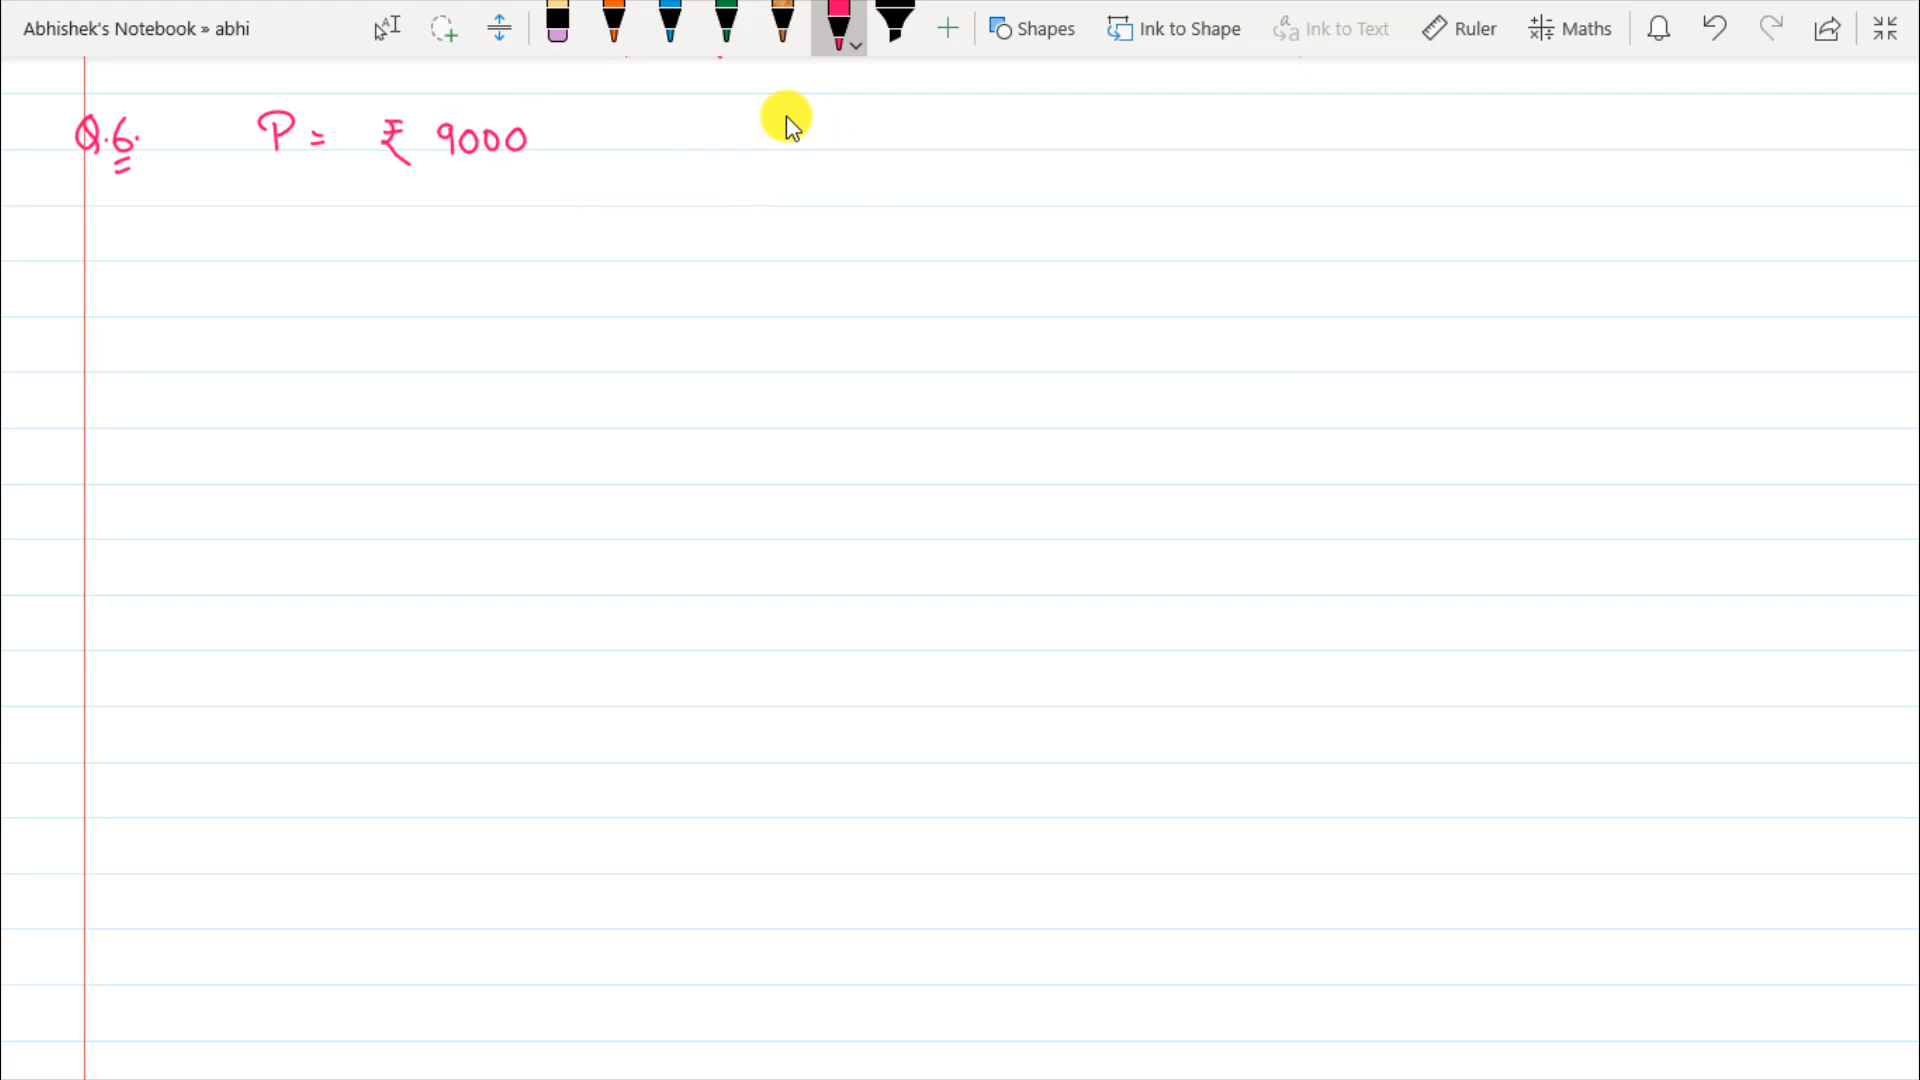 Abhishek's Notebook » abhi Shapes Ink to Shape Ink to Text Ruler Maths
Q.6. P = ₹ 9000